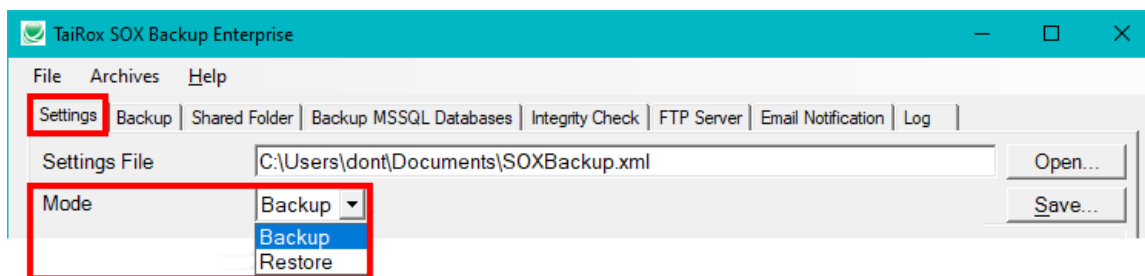 TaiRox SOX Backup Enterprise
File Archives Help
Settings Backup Shared Folder Backup MSSQL Databases Integrity Check FTP Server Email Notification Log
Settings File C:\Users\dont\Documents\SOXBackup.xml Open...
Mode Backup Save...
Backup
Restore